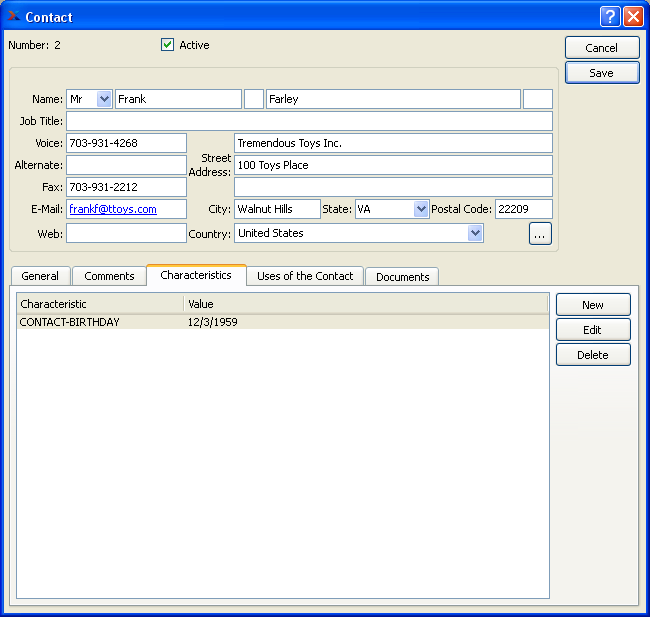 Contact
Number: 2 Active Cancel
Save
Name: Mr Frank Farley
Job Title:
Voice: 703-931-4268 Tremendous Toys Inc.
Alternate: Street Address: 100 Toys Place
Fax: 703-931-2212
E-Mail: frankf@ttoys.com City: Walnut Hills State: VA Postal Code: 22209
Web: Country: United States ...
General Comments Characteristics Uses of the Contact Documents
Characteristic Value New
CONTACT-BIRTHDAY 12/3/1959 Edit
Delete